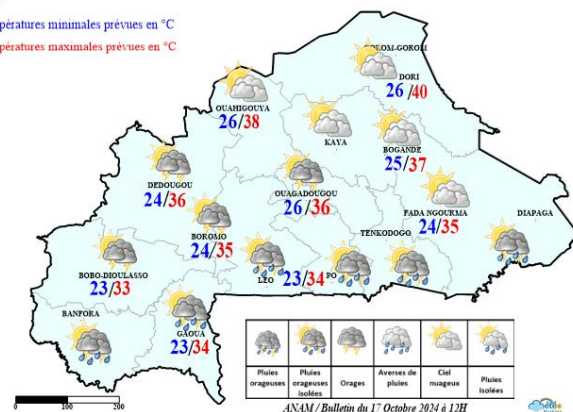 pératures minimales prévues en °C
pératures maximales prévues en °C
DORI
26 /40
OUAHIGOUYA
26/38
KAYA
BOGANDE
25/37
DEDOUGOU
24/36
OUAGADOUGOU
26/36
FADA NGOURMA
24/35
DIAPAGA
BOROMO
24/35
TENKODOGO
BOBO-DIOULASSO
23/33
LEO
23/34
PO
BANFORA
GAOUA
23/34
Pluies orageuses
Pluies orageuses isolées
Orages
Averses de pluies
Ciel nuageux
Pluies Isolées
0 100 200
ANAM / Bulletin du 17 Octobre 2024 à 12H